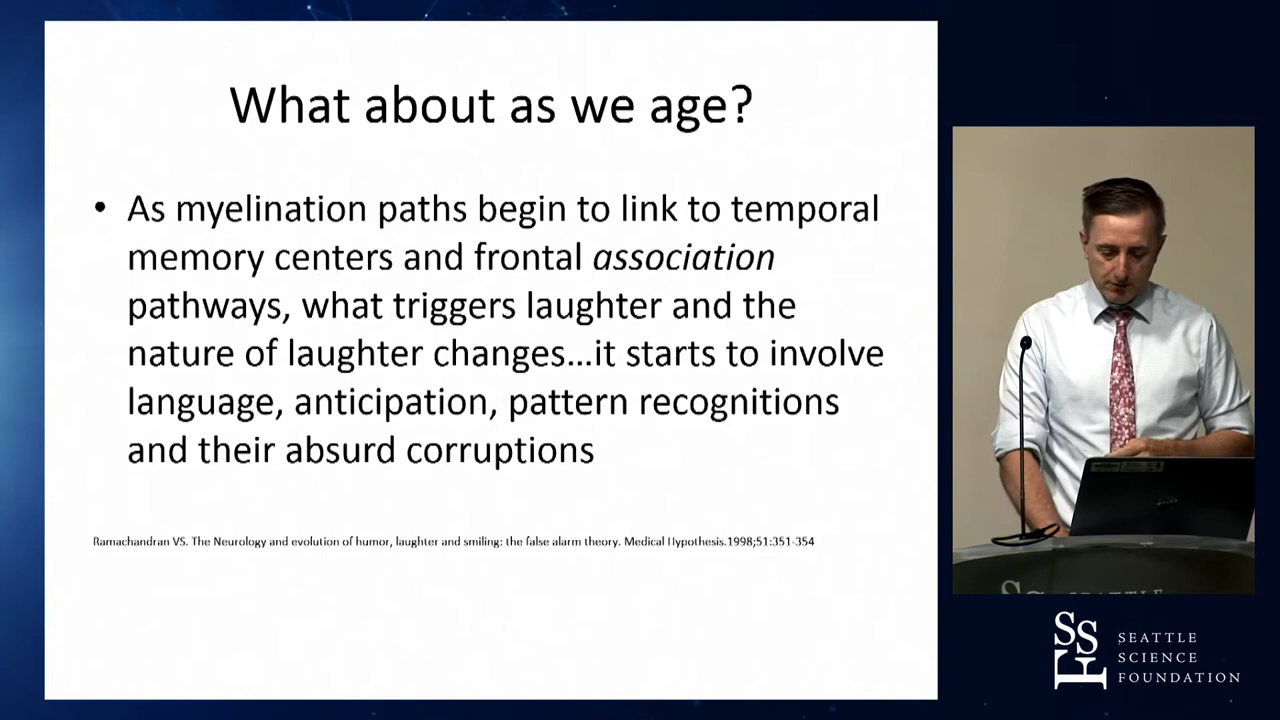 What about as we age?
• As myelination paths begin to link to temporal
memory centers and frontal association
pathways, what triggers laughter and the
nature of laughter changes...it starts to involve
language, anticipation, pattern recognitions
and their absurd corruptions
Ramachandran VS. The Neurology and evolution of humor, laughter and smiling: the false alarm theory. Medical Hypothesis.1998;51:351-354
SSF
SEATTLE
SCIENCE
FOUNDATION